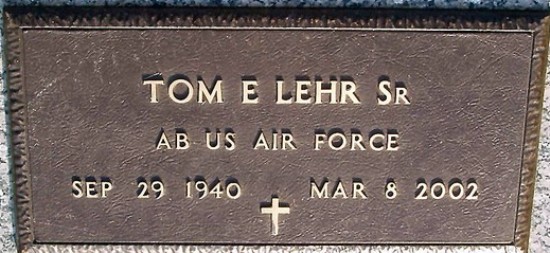 TOM E LEHR SR
AB US AIR FORCE
SEP 29 1940 MAR 8 2002